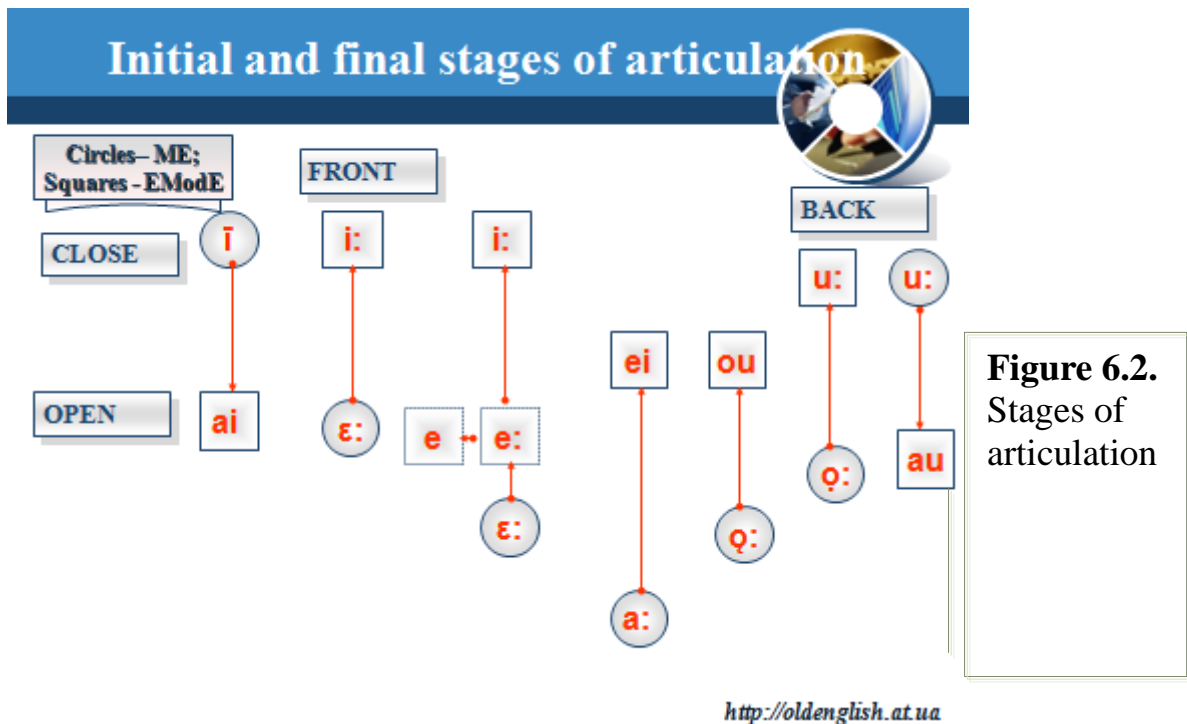 Initial and final stages of articulation
Circles– ME;
Squares - EModE
FRONT
BACK
CLOSE
ī
i:
i:
u:
u:
ei
ou
OPEN
ai
ɛ:
e
e:
ọ:
au
ɛ:
ǫ:
a:
Figure 6.2.
Stages of
articulation
http://oldenglish.at.ua